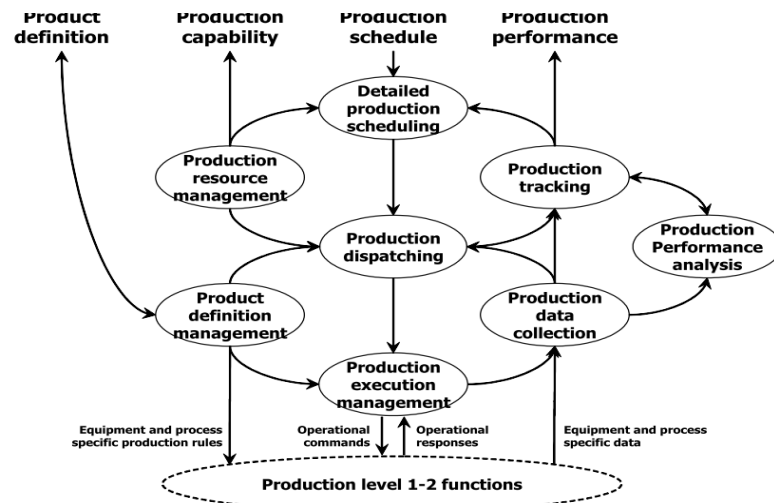 Product
definition
Production
capability
Production
schedule
Production
performance
Detailed
production
scheduling
Production
resource
management
Production
tracking
Production
dispatching
Production
Performance
analysis
Product
definition
management
Production
data
collection
Production
execution
management
Equipment and process
specific production rules
Operational
commands
Operational
responses
Equipment and process
specific data
Production level 1-2 functions